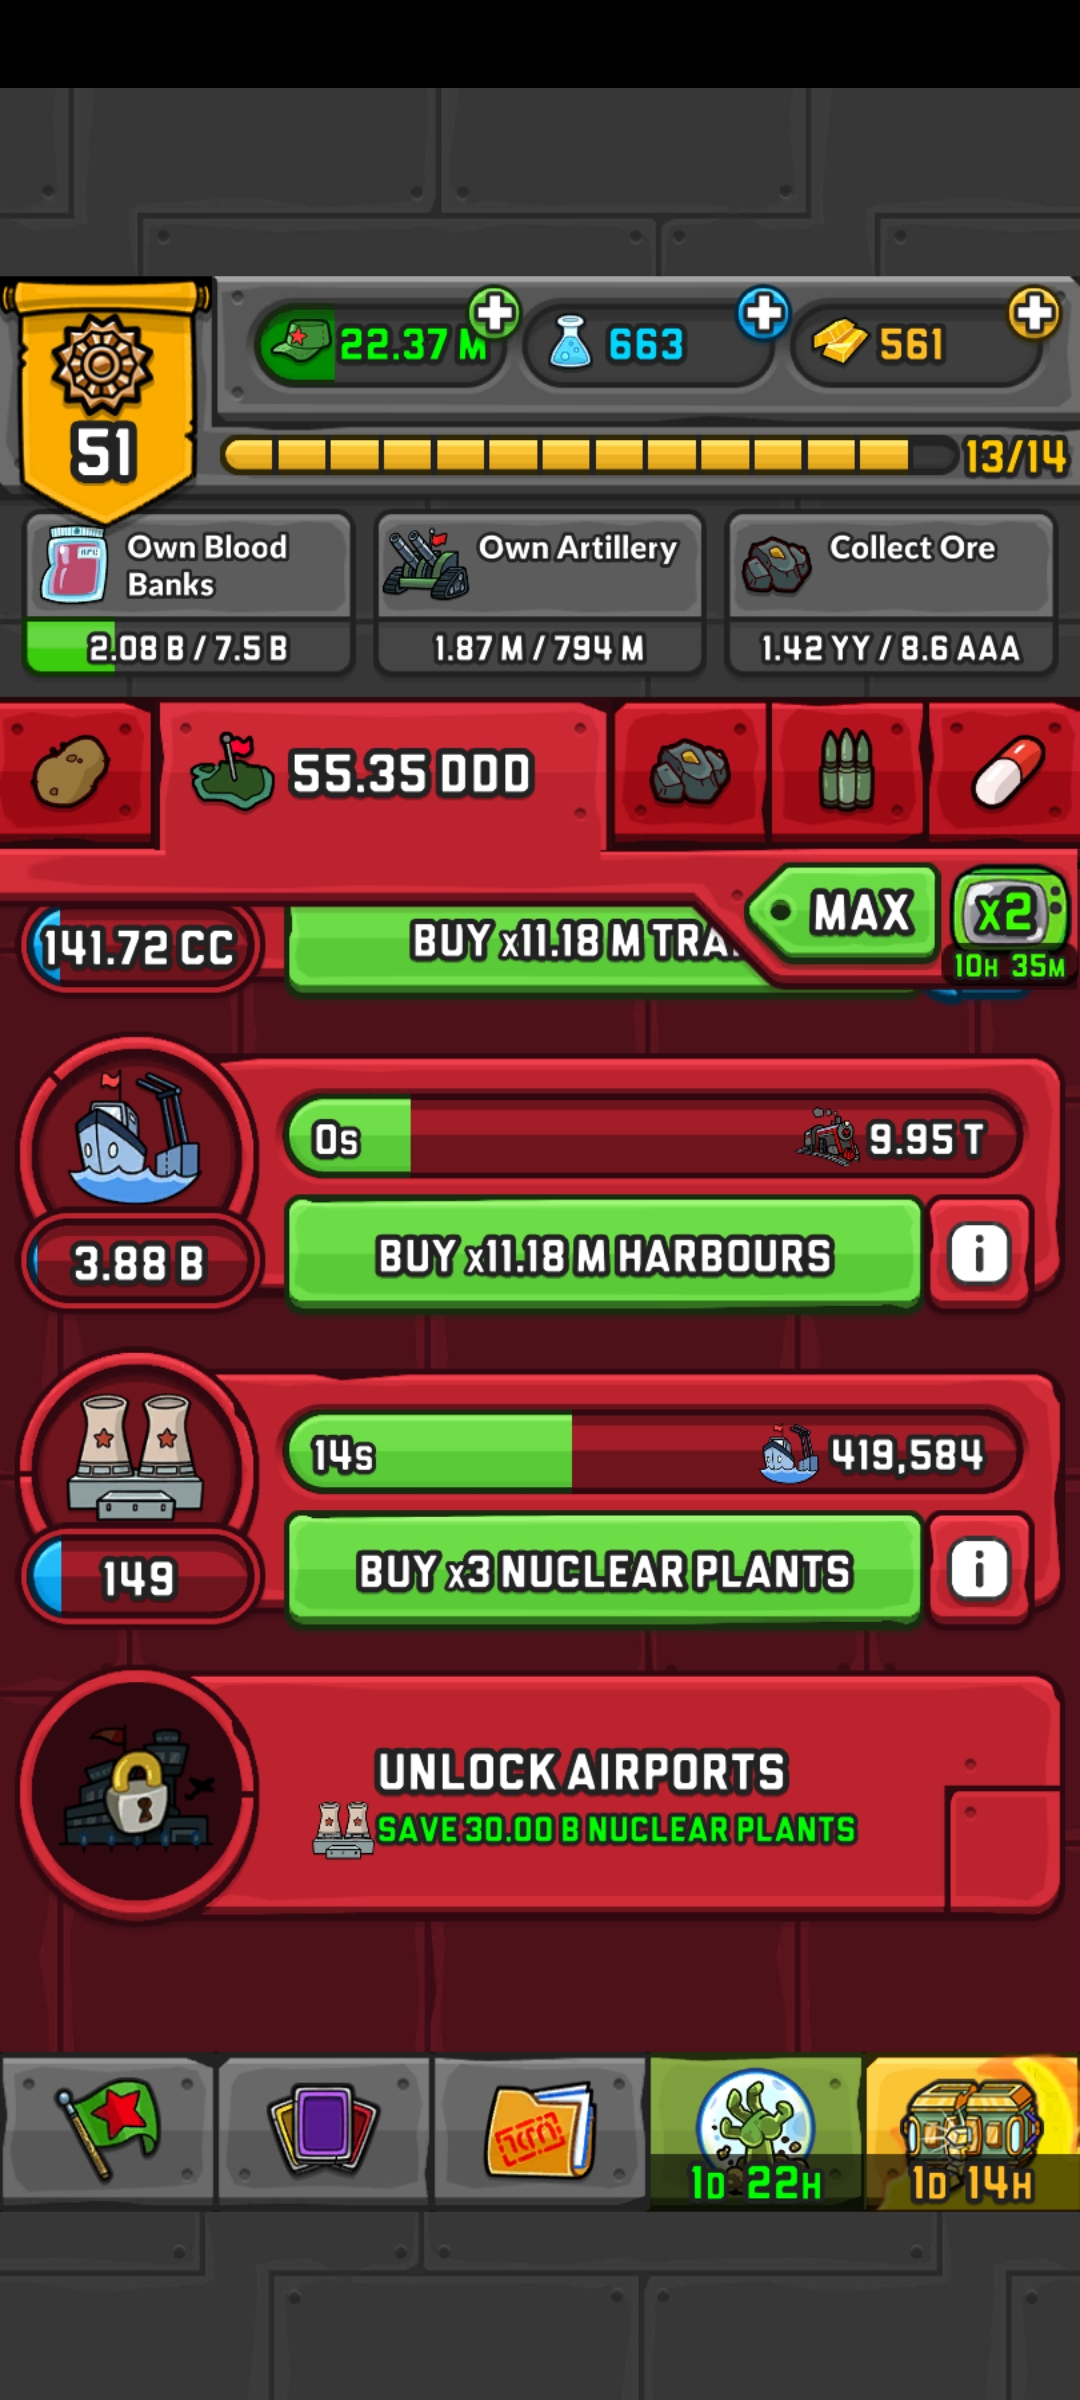 22.37 M
663
561
51
13/14
Own Blood
Banks
Own Artillery
Collect Ore
2.08 B / 7.5 B
1.87 M / 794 M
1.42 YY / 8.6 AAA
55.35 DDD
MAX
x2
10H 35M
141.72 CC
BUY x11.18 M TRA
0s
9.95 T
3.88 B
BUY x11.18 M HARBOURS
i
14s
419,584
149
BUY x3 NUCLEAR PLANTS
i
UNLOCK AIRPORTS
SAVE 30.00 B NUCLEAR PLANTS
1D 22H
1D 14H